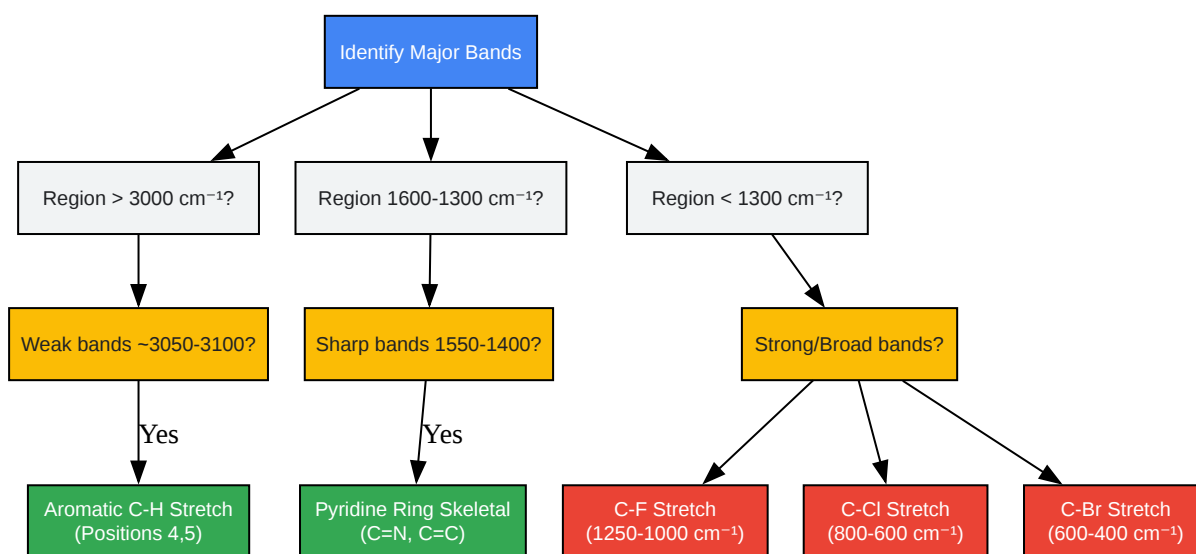 Identify Major Bands
Region > 3000 cm⁻¹?
Region 1600-1300 cm⁻¹?
Region < 1300 cm⁻¹?
Weak bands ~3050-3100?
Sharp bands 1550-1400?
Strong/Broad bands?
Yes
Yes
Aromatic C-H Stretch
(Positions 4,5)
Pyridine Ring Skeletal
(C=N, C=C)
C-F Stretch
(1250-1000 cm⁻¹)
C-Cl Stretch
(800-600 cm⁻¹)
C-Br Stretch
(600-400 cm⁻¹)